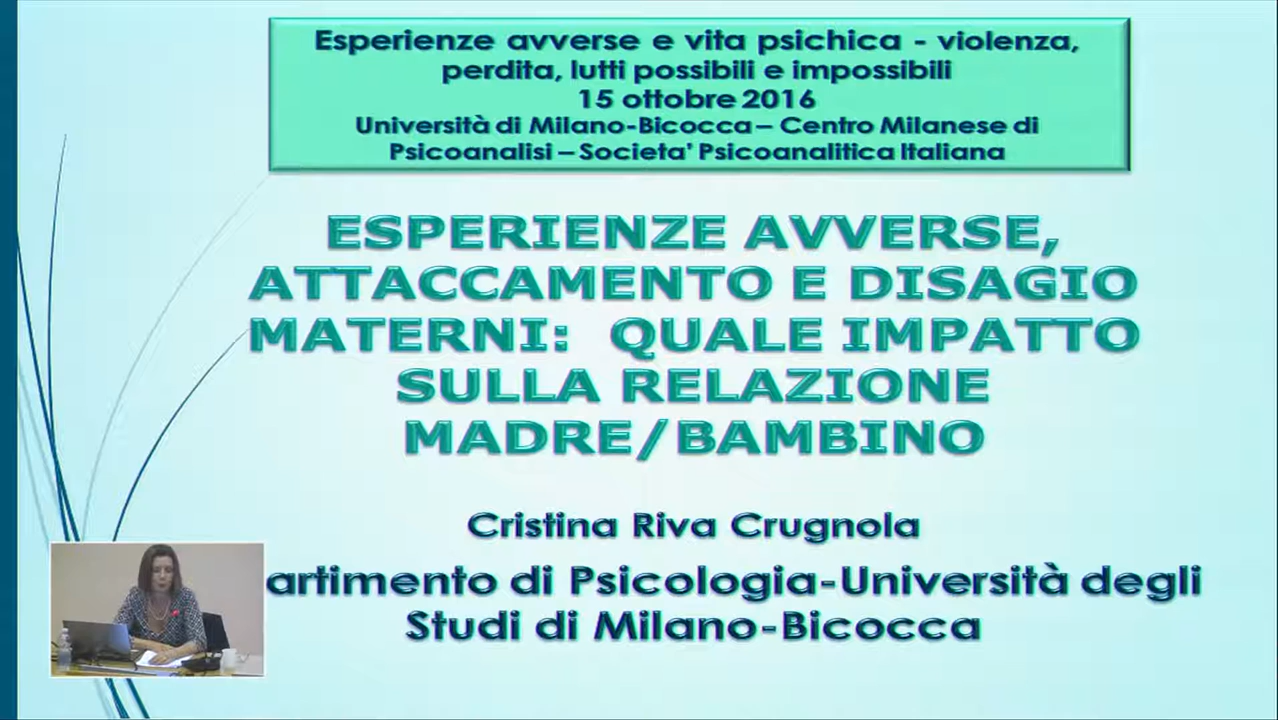 Esperienze avverse e vita psichica - violenza,
perdita, lutti possibili e impossibili
15 ottobre 2016
Università di Milano-Bicocca – Centro Milanese di
Psicoanalisi – Societa' Psicoanalitica Italiana
ESPERIENZE AVVERSE,
ATTACCAMENTO E DISAGIO
MATERNI: QUALE IMPATTO
SULLA RELAZIONE
MADRE/BAMBINO
Cristina Riva Crugnola
artimento di Psicologia-Università degli
Studi di Milano-Bicocca